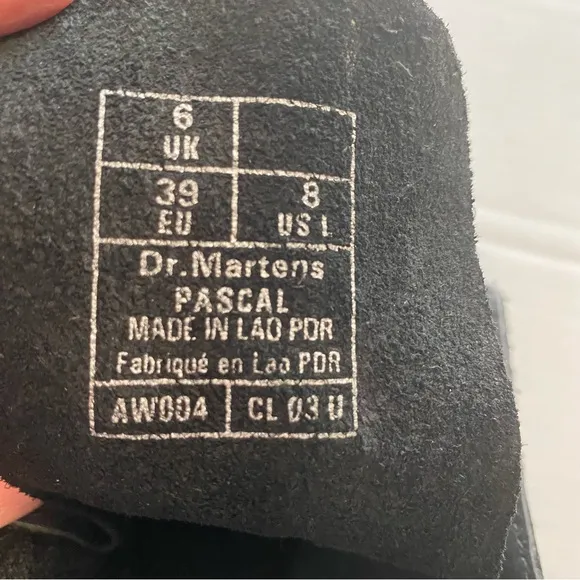 6
UK
39 8
EU US L
Dr.Martens
PASCAL
MADE IN LAO PDR
Fabriqué en Lao PDR
AW004 CL 03 U